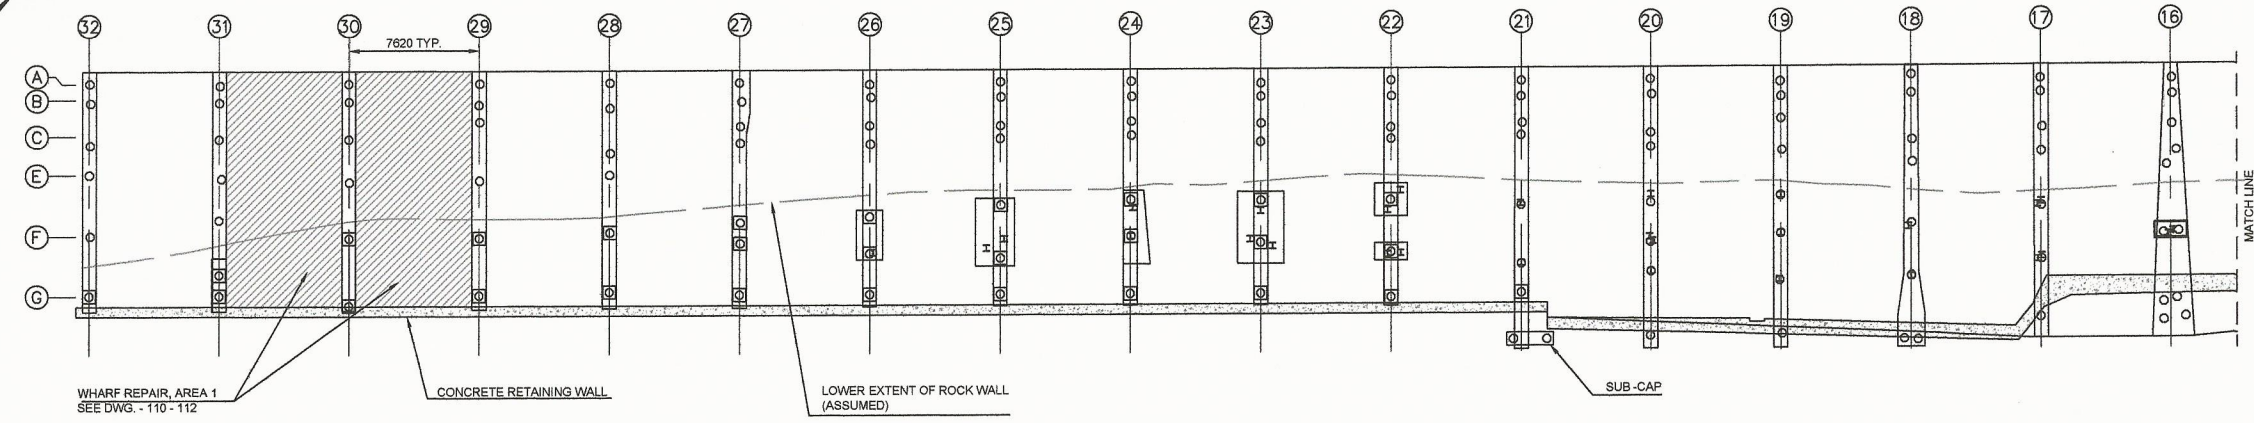 32 31 30 29 28 27 26 25 24 23 22 21 20 19 18 17 16
7620 TYP.
A
B
C
E
F
G
MATCH LINE
WHARF REPAIR, AREA 1
SEE DWG. - 110 - 112
CONCRETE RETAINING WALL
LOWER EXTENT OF ROCK WALL
(ASSUMED)
SUB-CAP